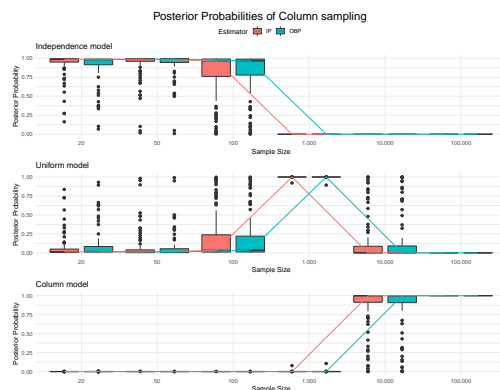 Posterior Probabilities of Column sampling
Estimator IP OBP
Independence model
Posterior Probability
1.00
0.75
0.50
0.25
0.00
20 50 100 1.000 10.000 100.000
Sample Size
Uniform model
Posterior Probability
1.00
0.75
0.50
0.25
0.00
20 50 100 1.000 10.000 100.000
Sample Size
Column model
Posterior Probability
1.00
0.75
0.50
0.25
0.00
20 50 100 1.000 10.000 100.000
Sample Size